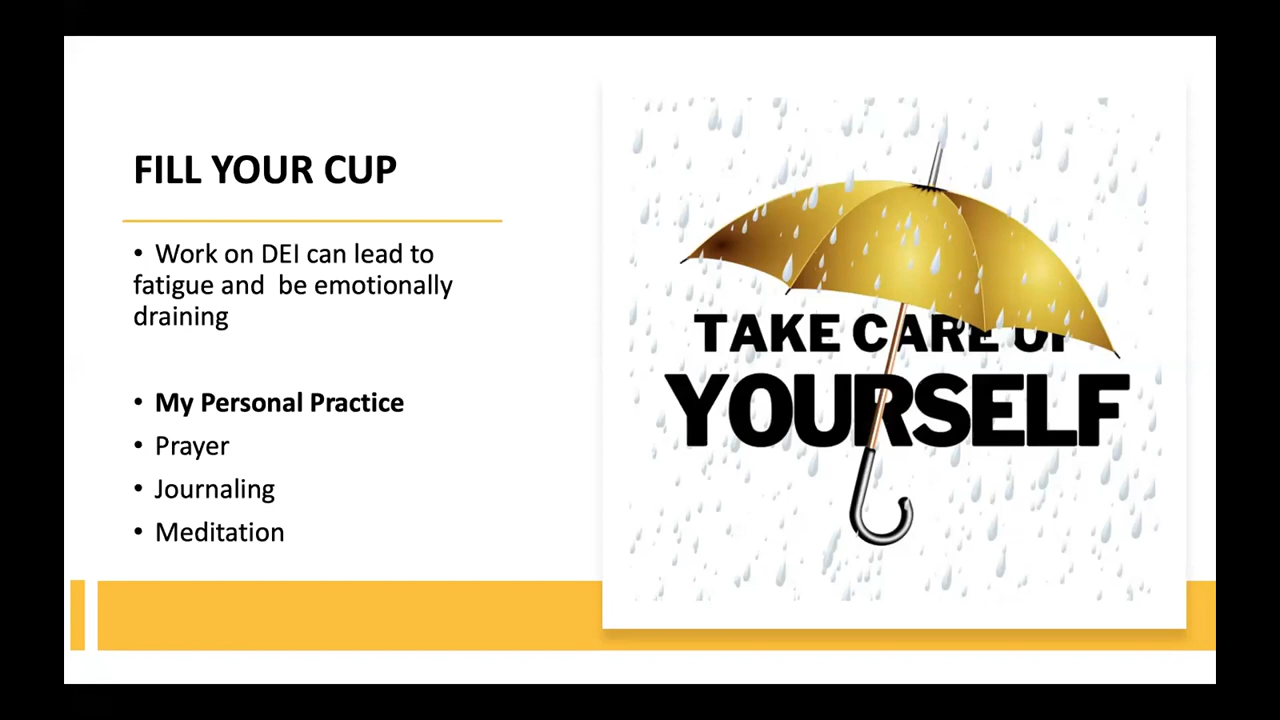 FILL YOUR CUP
• Work on DEI can lead to
fatigue and  be emotionally
draining
• My Personal Practice
• Prayer
• Journaling
• Meditation
TAKE CARE OF
YOURSELF